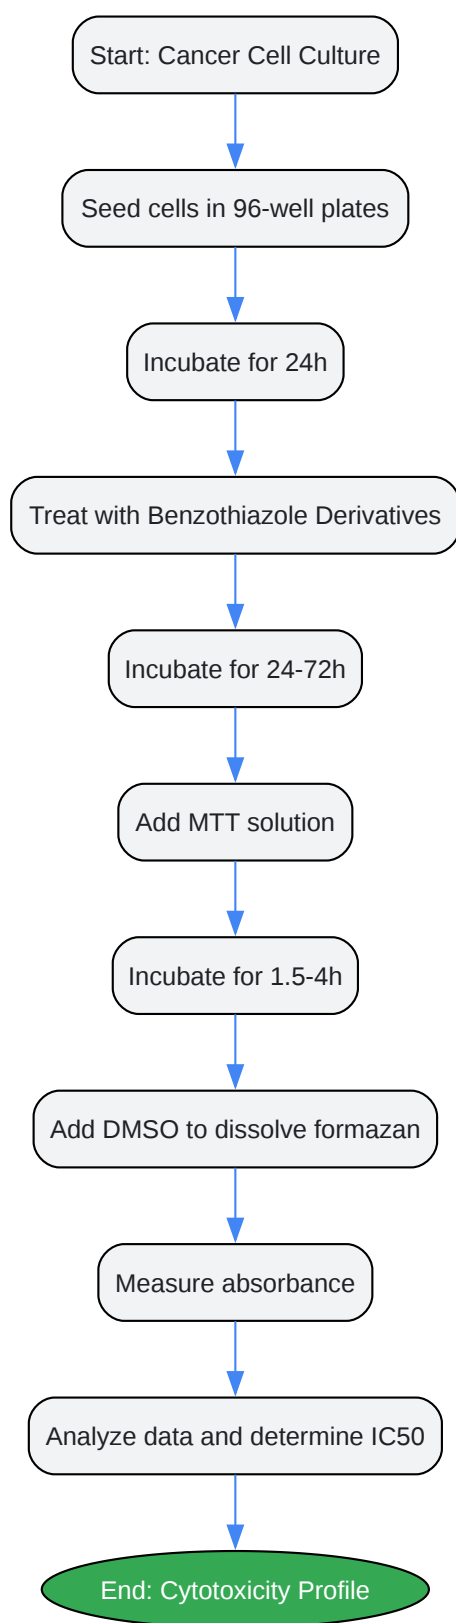 Start: Cancer Cell Culture
Seed cells in 96-well plates
Incubate for 24h
Treat with Benzothiazole Derivatives
Incubate for 24-72h
Add MTT solution
Incubate for 1.5-4h
Add DMSO to dissolve formazan
Measure absorbance
Analyze data and determine IC50
End: Cytotoxicity Profile